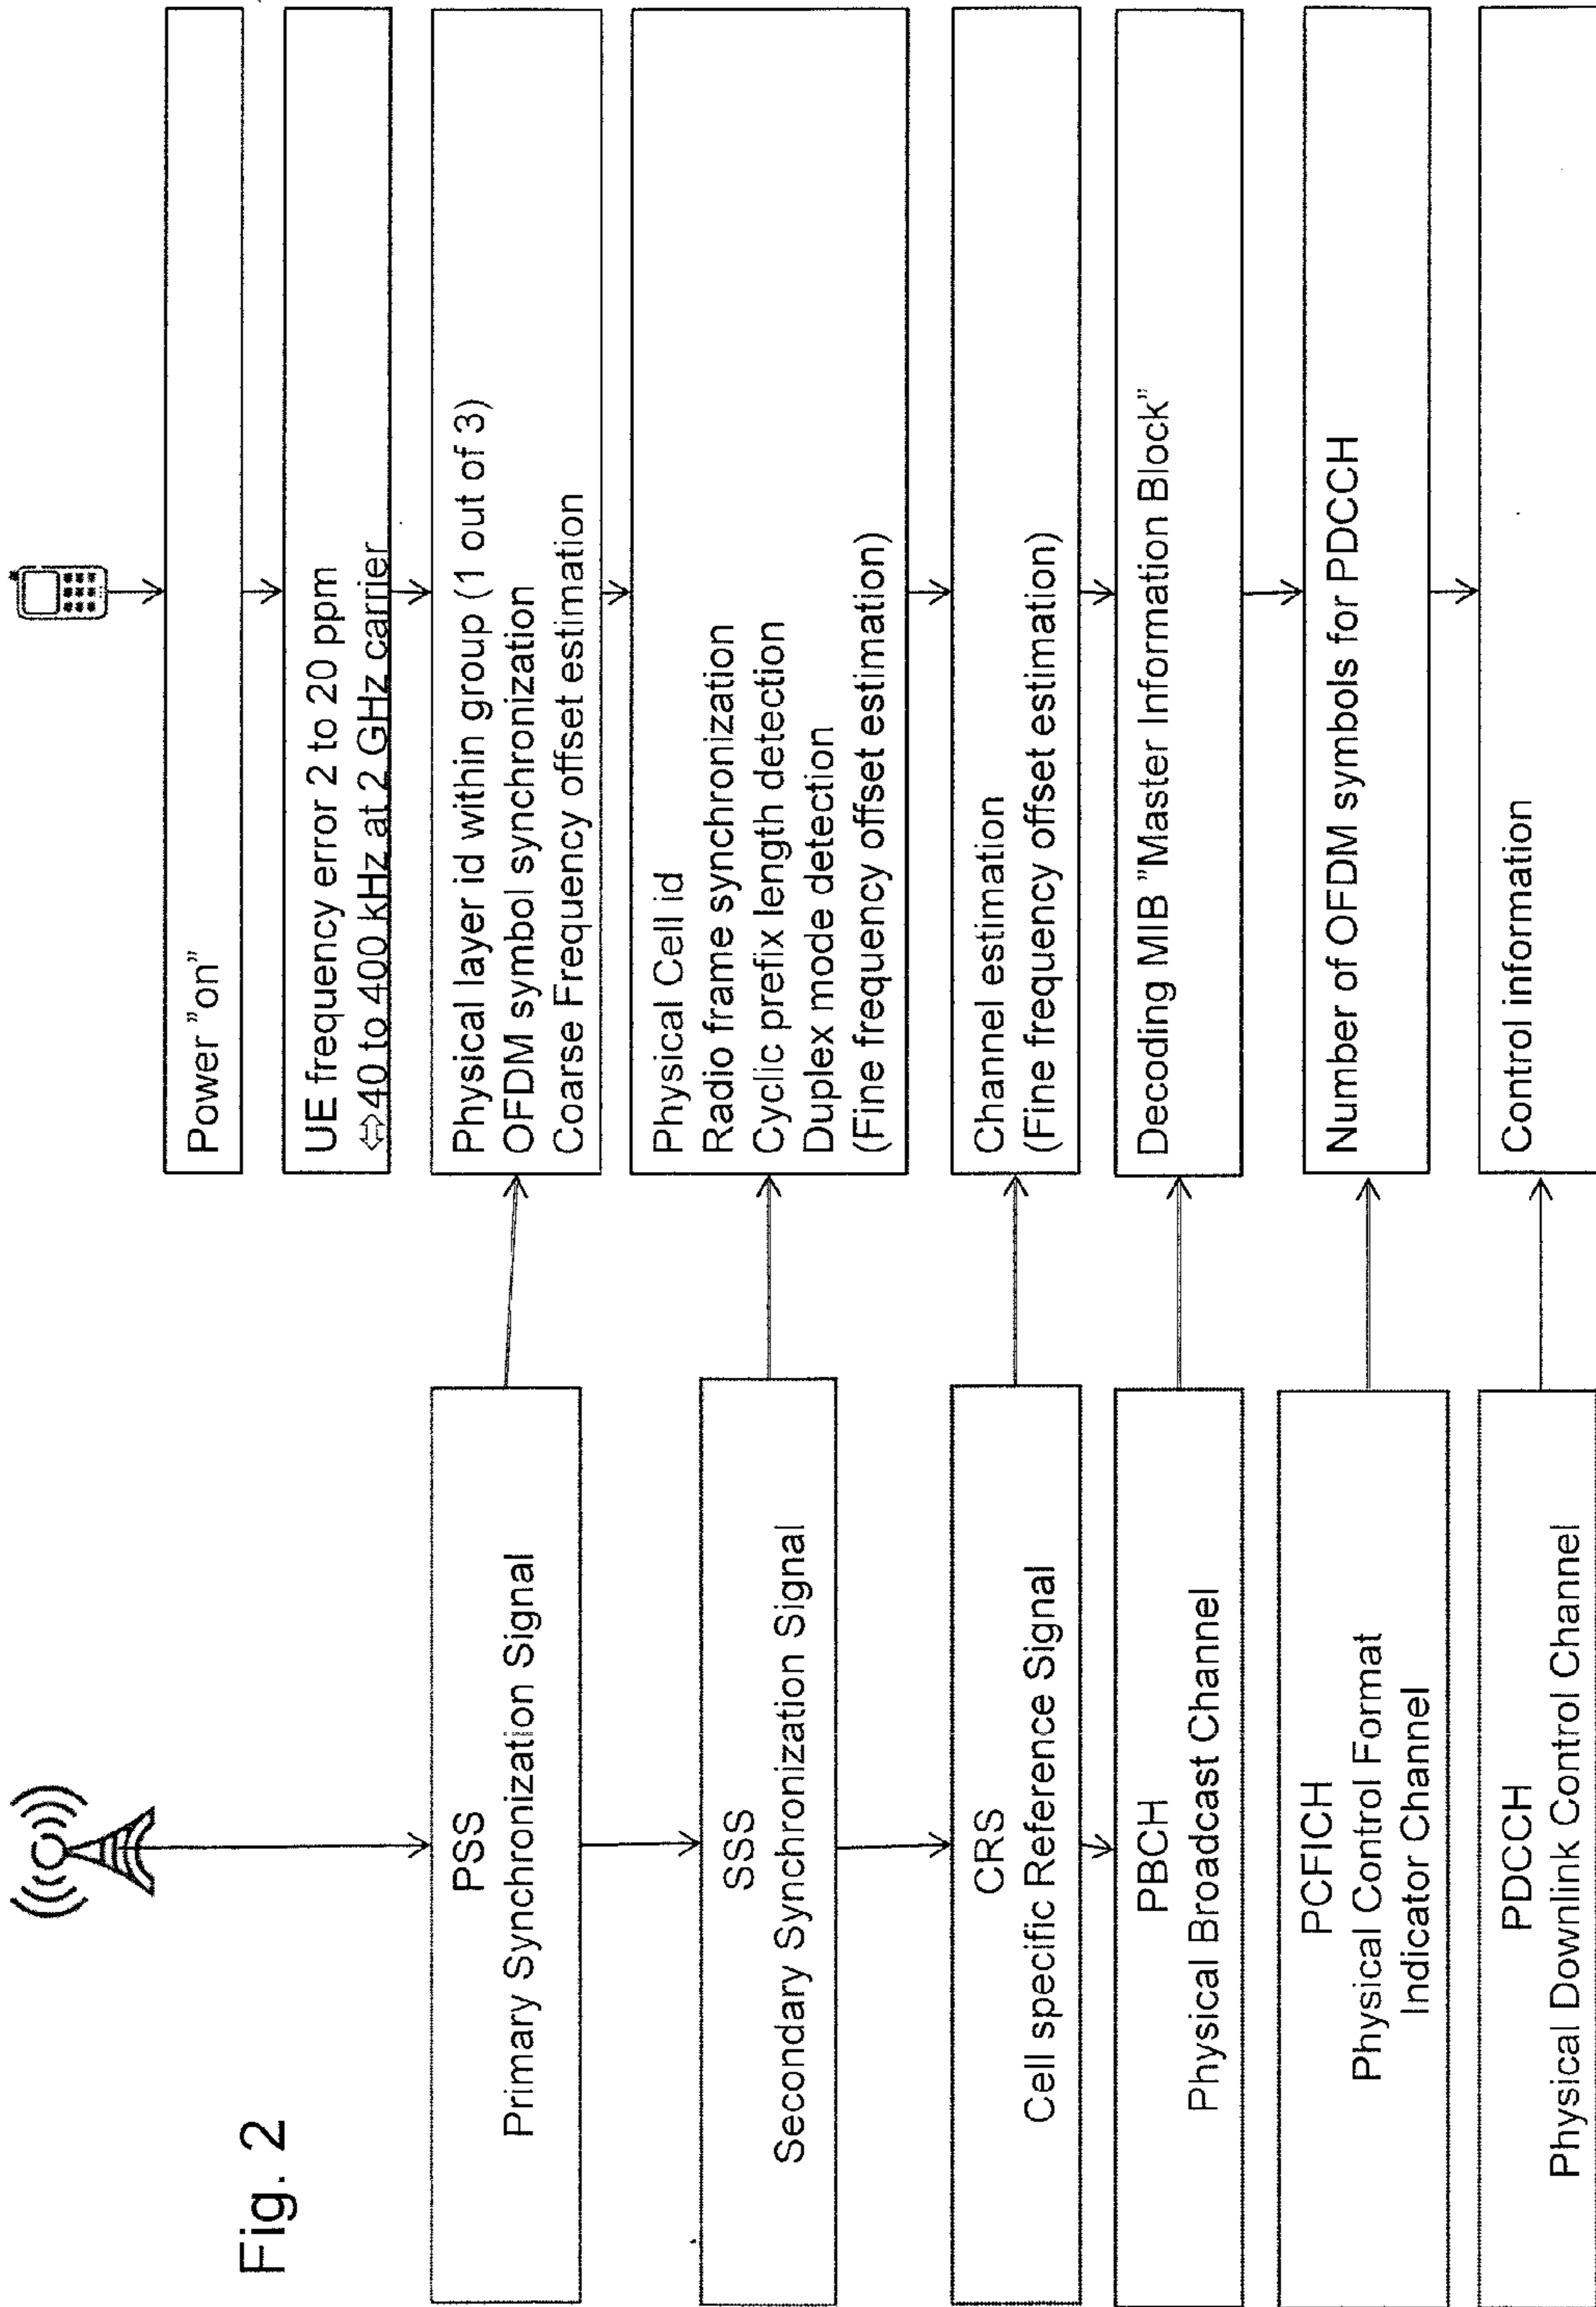 Fig. 2
PSS
Primary Synchronization Signal
SSS
Secondary Synchronization Signal
CRS
Cell specific Reference Signal
PBCH
Physical Broadcast Channel
PCFICH
Physical Control Format
Indicator Channel
PDCCH
Physical Downlink Control Channel
Power "on"
UE frequency error 2 to 20 ppm
⇔40 to 400 kHz at 2 GHz carrier
Physical layer id within group (1 out of 3)
OFDM symbol synchronization
Coarse Frequency offset estimation
Physical Cell id
Radio frame synchronization
Cyclic prefix length detection
Duplex mode detection
(Fine frequency offset estimation)
Channel estimation
(Fine frequency offset estimation)
Decoding MIB "Master Information Block"
Number of OFDM symbols for PDCCH
Control information